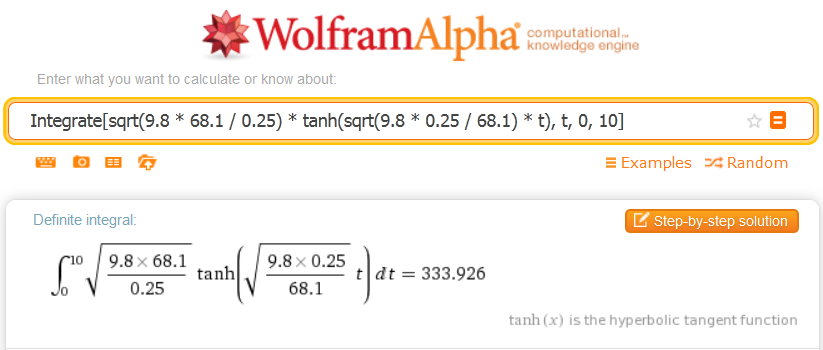 WolframAlpha computational... knowledge engine
Enter what you want to calculate or know about:
Integrate[sqrt(9.8 * 68.1 / 0.25) * tanh(sqrt(9.8 * 0.25 / 68.1) * t), t, 0, 10]
Examples Random
Definite integral: Step-by-step solution
∫₀¹⁰ √(9.8 × 68.1 / 0.25) tanh(√(9.8 × 0.25 / 68.1) t) dt = 333.926
tanh(x) is the hyperbolic tangent function